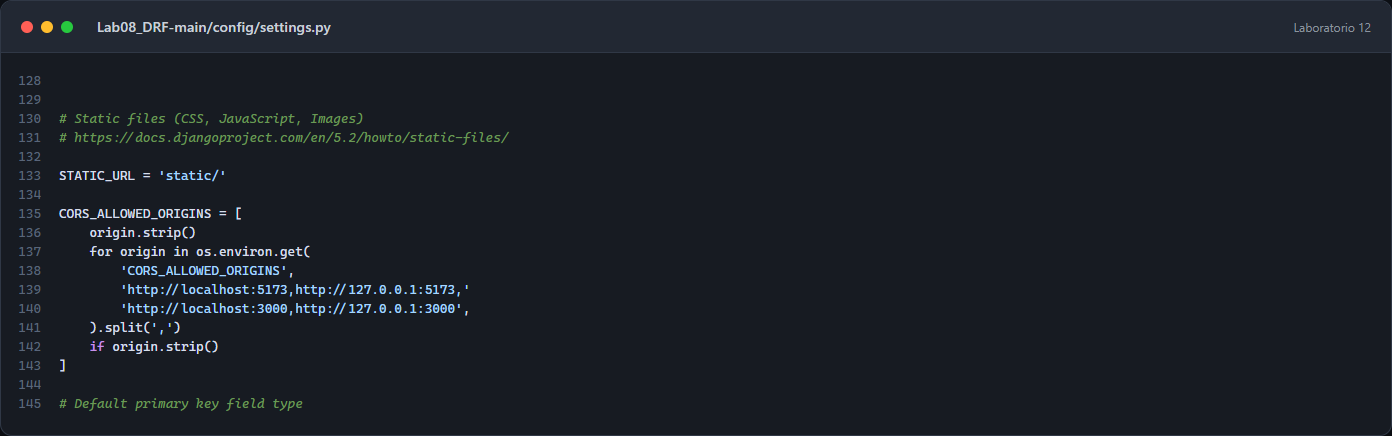 Lab08_DRF-main/config/settings.py
Laboratorio 12
128
129
130 # Static files (CSS, JavaScript, Images)
131 # https://docs.djangoproject.com/en/5.2/howto/static-files/
132
133 STATIC_URL = 'static/'
134
135 CORS_ALLOWED_ORIGINS = [
136     origin.strip()
137     for origin in os.environ.get(
138         'CORS_ALLOWED_ORIGINS',
139         'http://localhost:5173,http://127.0.0.1:5173,'
140         'http://localhost:3000,http://127.0.0.1:3000',
141     ).split(',')
142     if origin.strip()
143 ]
144
145 # Default primary key field type